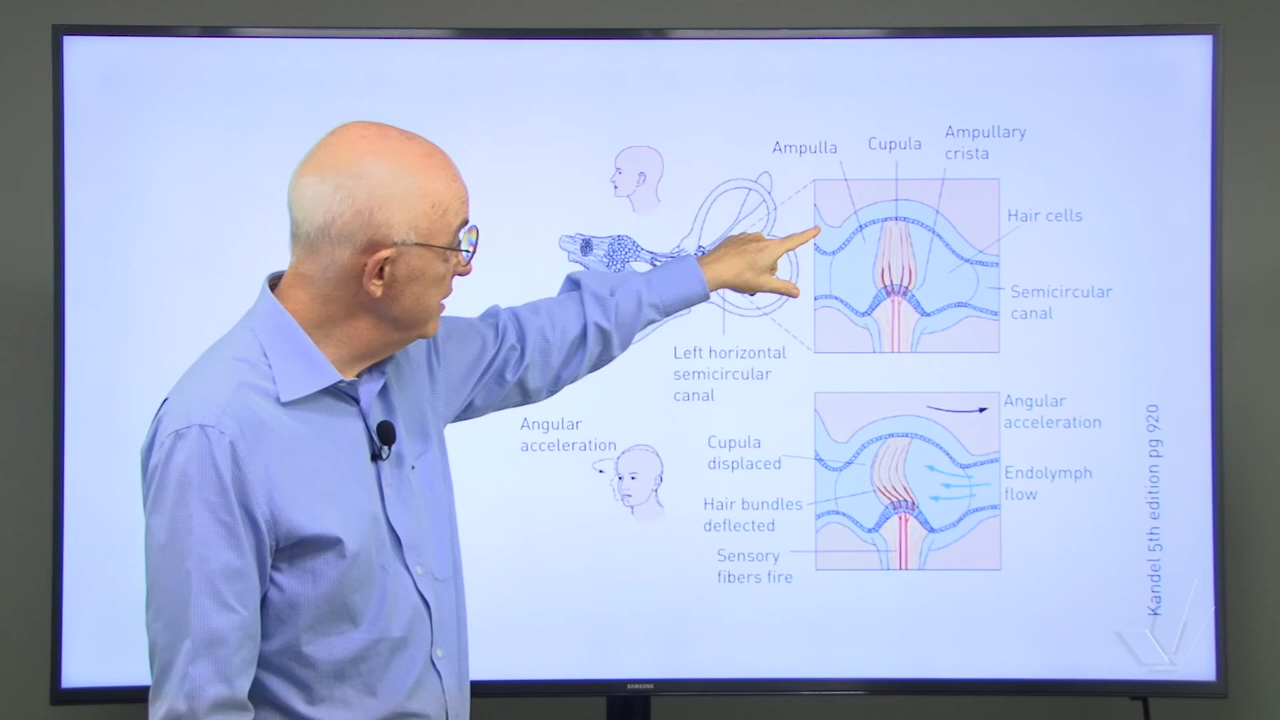 Ampulla
Cupula
Ampullary
crista
Hair cells
Semicircular
canal
Left horizontal
semicircular
canal
Angular
acceleration
Angular
acceleration
Cupula
displaced
Endolymph
flow
Hair bundles
deflected
Sensory
fibers fire
Kandel 5th edition pg 920
SAMSUNG